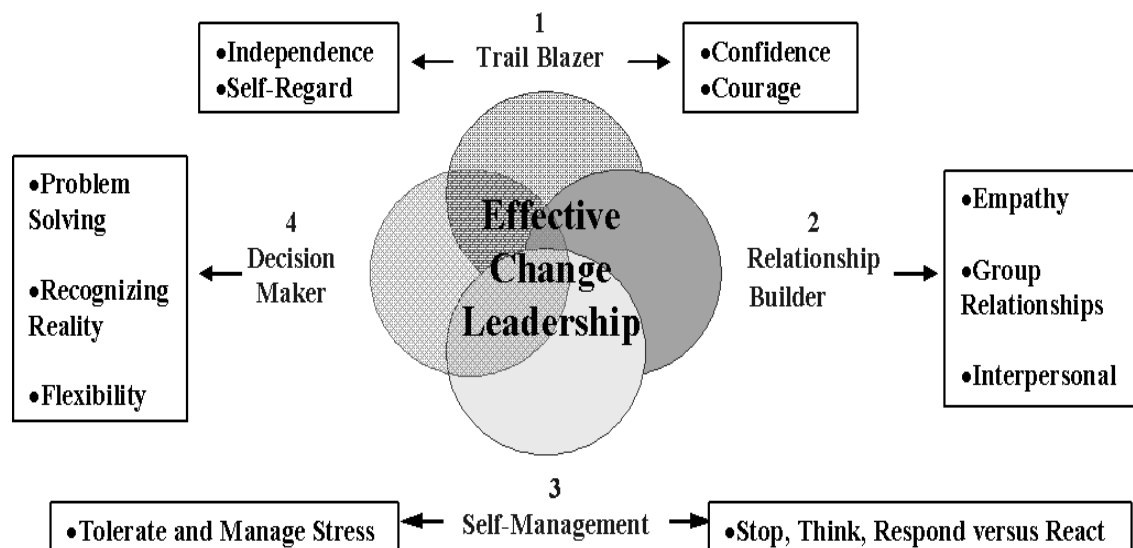 1
Trail Blazer
•Independence
•Self-Regard
•Confidence
•Courage
•Problem
Solving
•Recognizing
Reality
•Flexibility
4
Decision
Maker
Effective
Change
Leadership
2
Relationship
Builder
•Empathy
•Group
Relationships
•Interpersonal
3
Self-Management
•Tolerate and Manage Stress
•Stop, Think, Respond versus React